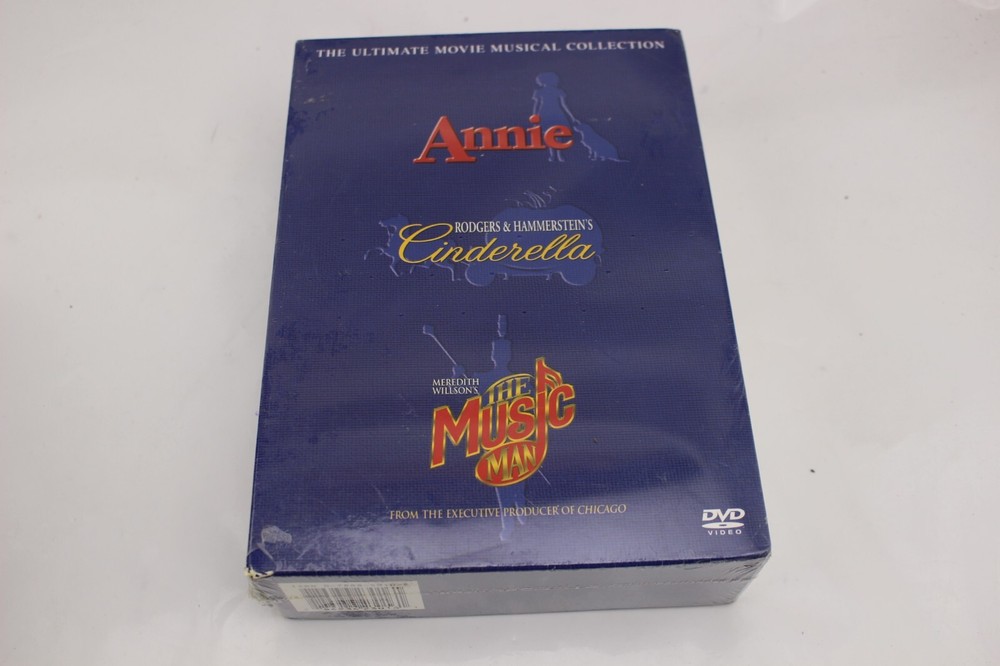 THE ULTIMATE MOVIE MUSICAL COLLECTION
Annie
RODGERS & HAMMERSTEIN'S
Cinderella
MEREDITH
WILLSON'S
THE
MUSIC
MAN
FROM THE EXECUTIVE PRODUCER OF CHICAGO
DVD
VIDEO